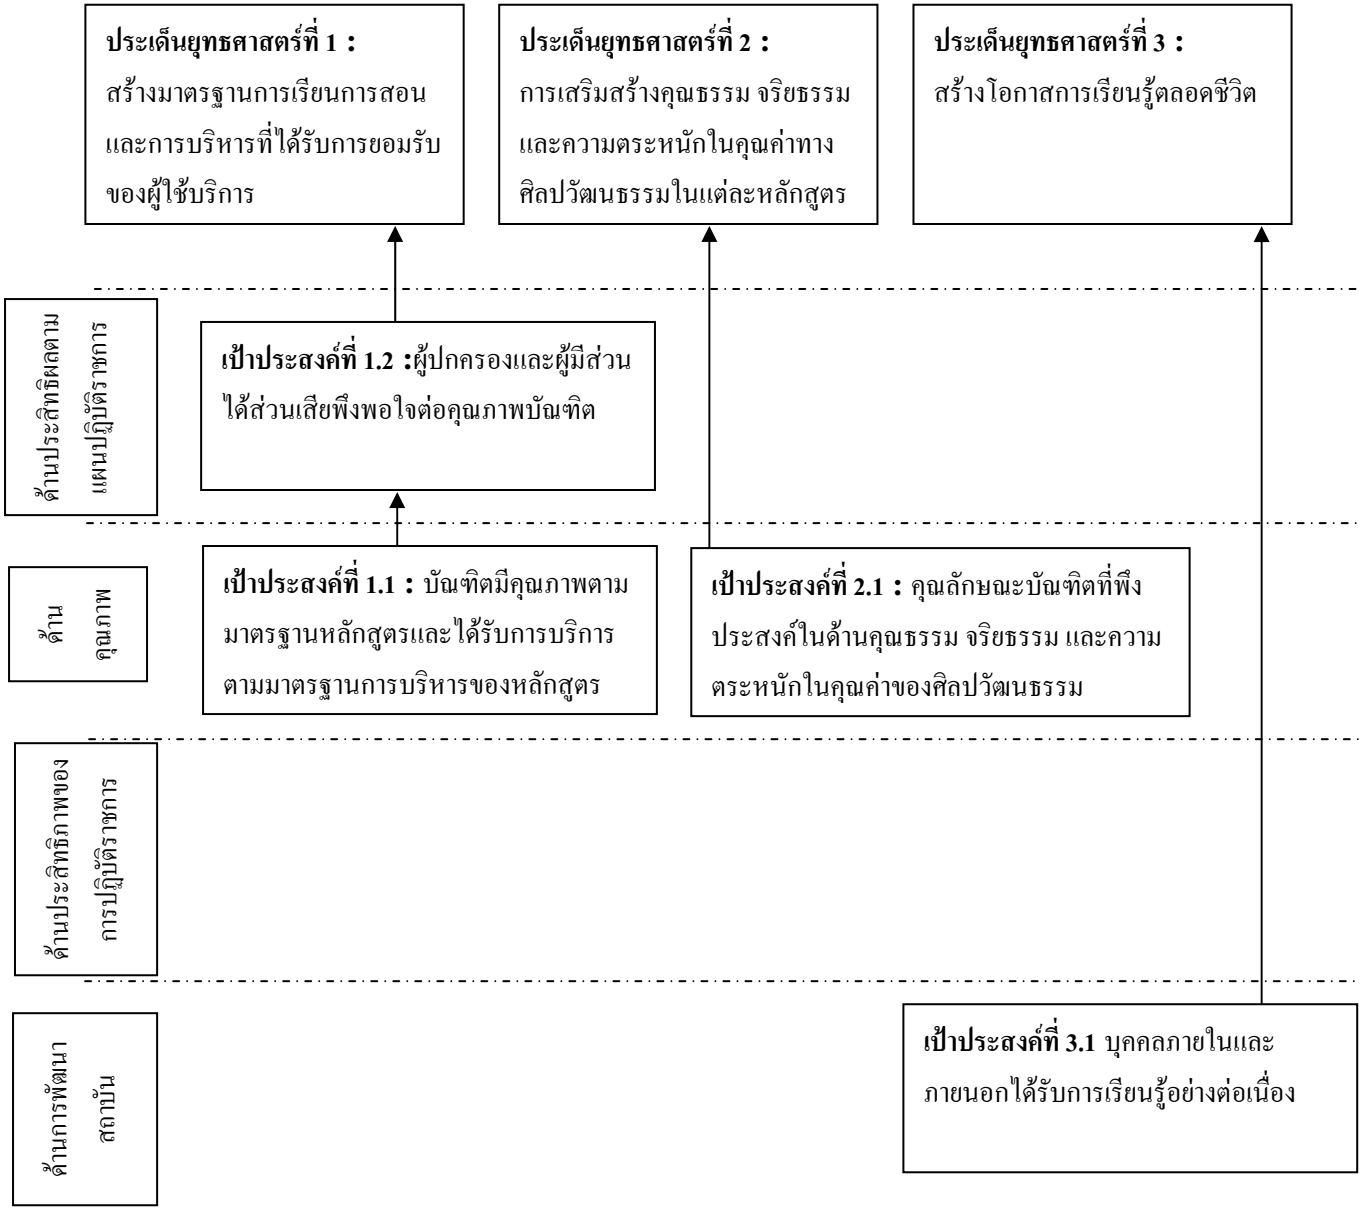 ประเด็นยุทธศาสตร์ที่ 1 :
สร้างมาตรฐานการเรียนการสอน
และการบริหารที่ได้รับการยอมรับ
ของผู้ใช้บริการ
ประเด็นยุทธศาสตร์ที่ 2 :
การเสริมสร้างคุณธรรม จริยธรรม
และความตระหนักในคุณค่าทาง
ศิลปวัฒนธรรมในแต่ละหลักสูตร
ประเด็นยุทธศาสตร์ที่ 3 :
สร้างโอกาสการเรียนรู้ตลอดชีวิต
ด้านประสิทธิผลตาม
แผนปฏิบัติราชการ
เป้าประสงค์ที่ 1.2 :ผู้ปกครองและผู้มีส่วน
ได้ส่วนเสียพึงพอใจต่อคุณภาพบัณฑิต
ด้าน
คุณภาพ
เป้าประสงค์ที่ 1.1 : บัณฑิตมีคุณภาพตาม
มาตรฐานหลักสูตรและได้รับการบริการ
ตามมาตรฐานการบริหารของหลักสูตร
เป้าประสงค์ที่ 2.1 : คุณลักษณะบัณฑิตที่พึง
ประสงค์ในด้านคุณธรรม จริยธรรม และความ
ตระหนักในคุณค่าของศิลปวัฒนธรรม
ด้านประสิทธิภาพของ
การปฏิบัติราชการ
ด้านการพัฒนา
สถาบัน
เป้าประสงค์ที่ 3.1 บุคคลภายในและ
ภายนอกได้รับการเรียนรู้อย่างต่อเนื่อง